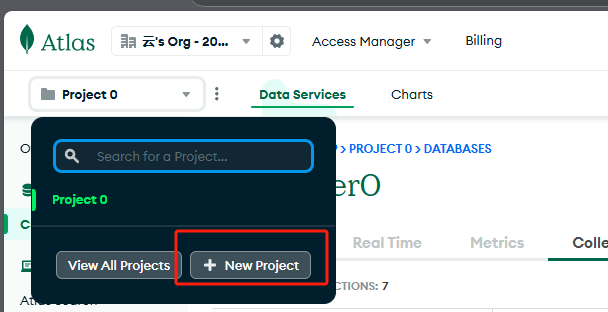 Atlas
云's Org - 20...
Access Manager
Billing
Project 0
Data Services
Charts
Search for a Project...
PROJECT 0 > DATABASES
Project 0
er0
View All Projects
+ New Project
Real Time
Metrics
Colle
CTIONS: 7
Atlas Search